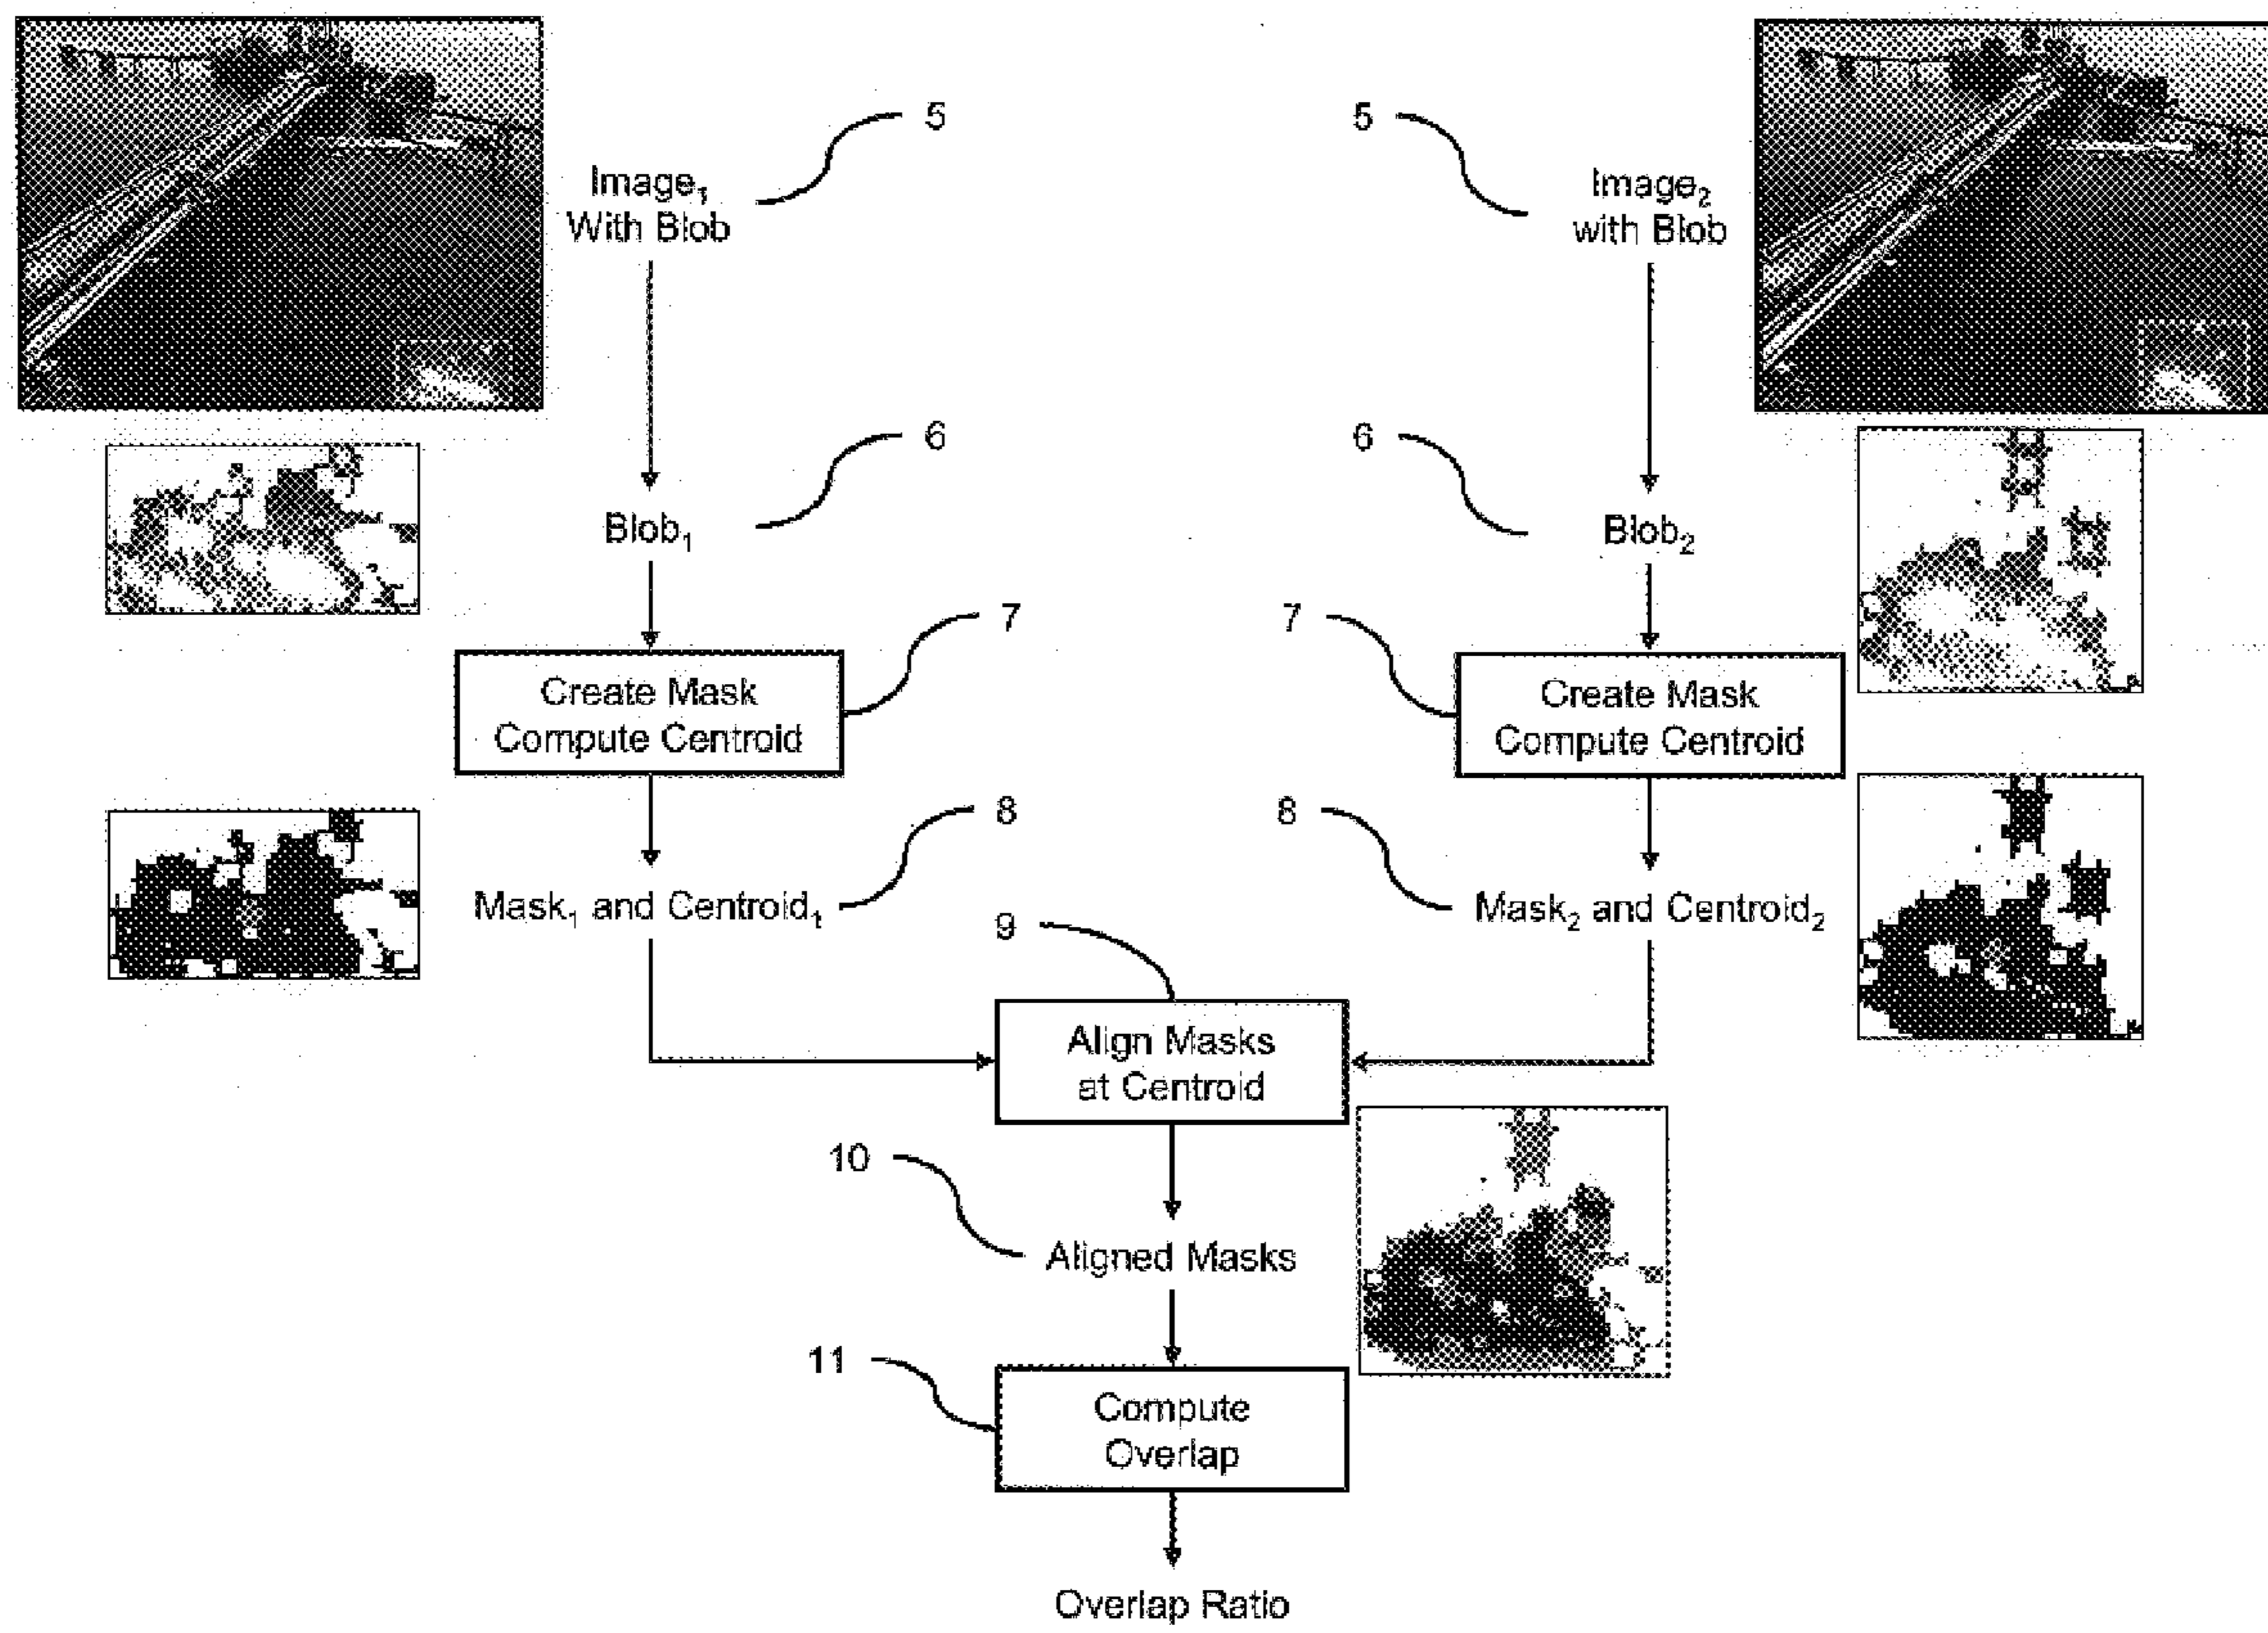 5
5
Image₁
With Blob
Image₂
with Blob
6
6
Blob₁
Blob₂
7
7
Create Mask
Compute Centroid
Create Mask
Compute Centroid
8
8
Mask₁ and Centroid₁
Mask₂ and Centroid₂
9
Align Masks
at Centroid
10
Aligned Masks
11
Compute
Overlap
Overlap Ratio